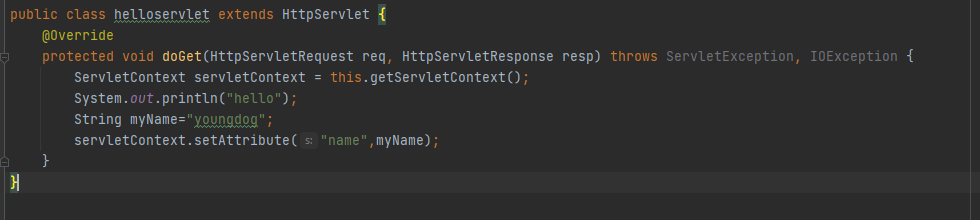 public class helloservlet extends HttpServlet {
@Override
protected void doGet(HttpServletRequest req, HttpServletResponse resp) throws ServletException, IOException {
ServletContext servletContext = this.getServletContext();
System.out.println("hello");
String myName="youngdog";
servletContext.setAttribute( s: "name",myName);
}
}